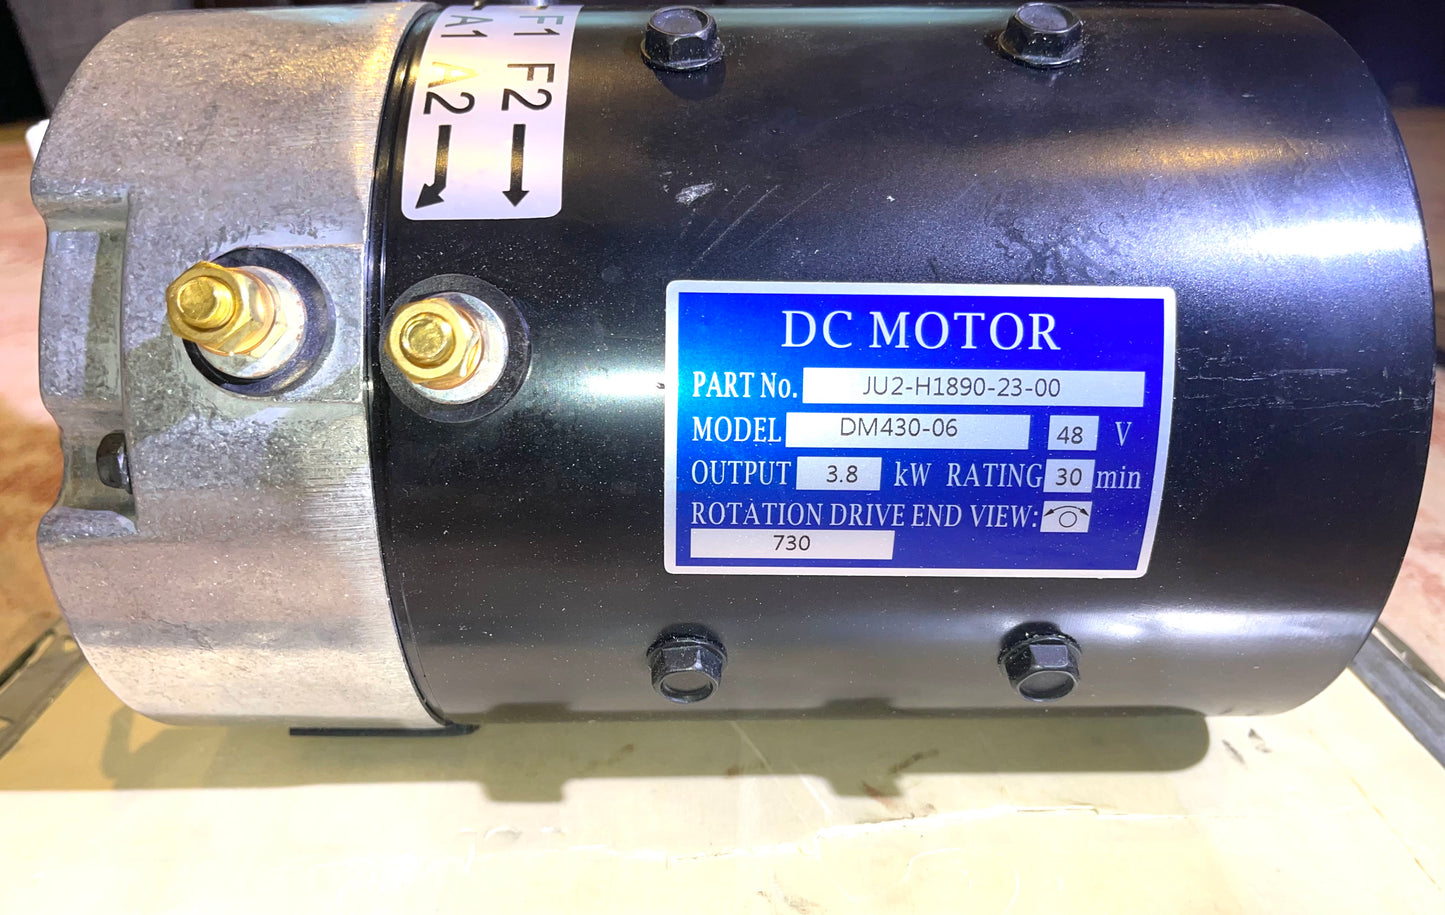 F1 F2
A1 A2
DC MOTOR
PART No. JU2-H1890-23-00
MODEL DM430-06 48 V
OUTPUT 3.8 kW RATING 30 min
ROTATION DRIVE END VIEW:
730